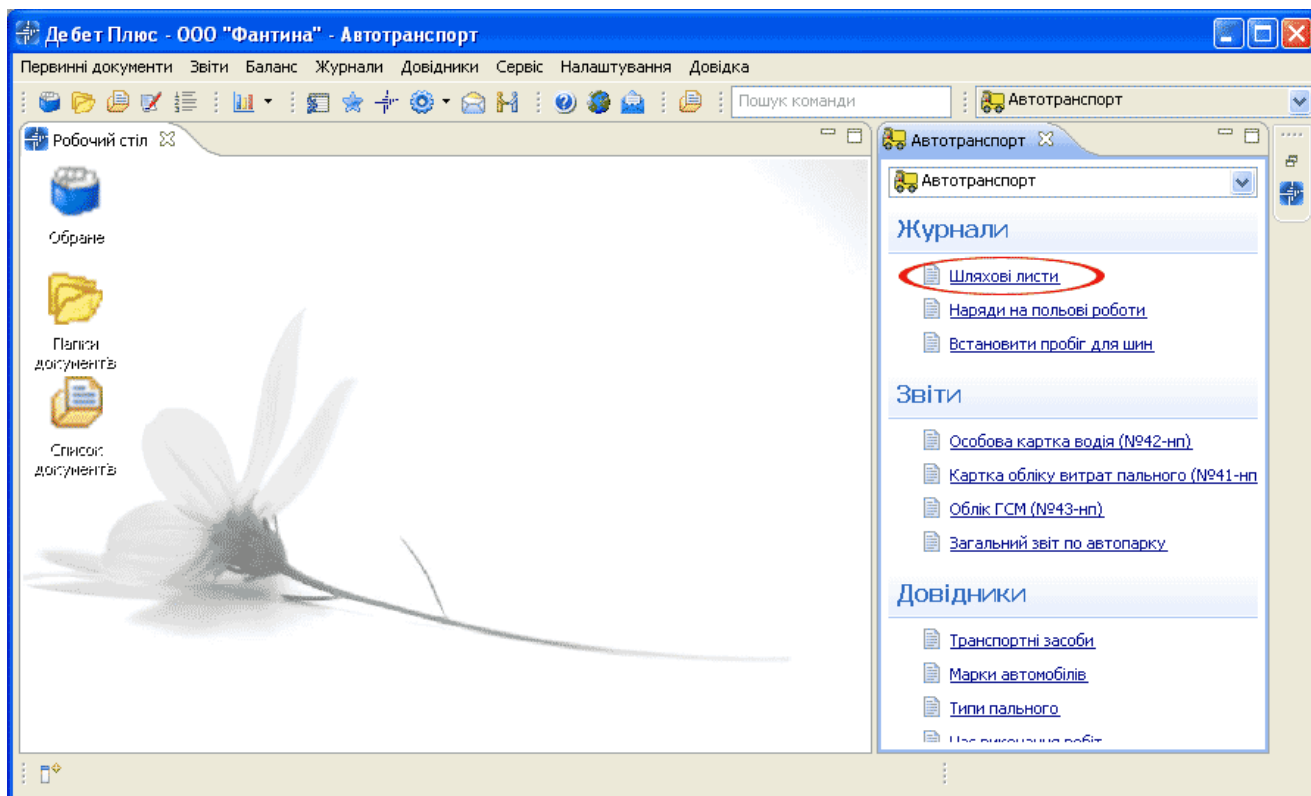 Дебет Плюс - ООО "Фантина" - Автотранспорт
Первинні документи Звіти Баланс Журнали Довідники Сервіс Налаштування Довідка
Пошук команди
Автотранспорт
Робочий стіл
Обране
Папки
документів
Список
документів
Автотранспорт
Автотранспорт
Журнали
Шляхові листи
Наряди на польові роботи
Встановити пробіг для шин
Звіти
Особова картка водія (№42-нп)
Картка обліку витрат пального (№41-нп
Облік ГСМ (№43-нп)
Загальний звіт по автопарку
Довідники
Транспортні засоби
Марки автомобілів
Типи пального